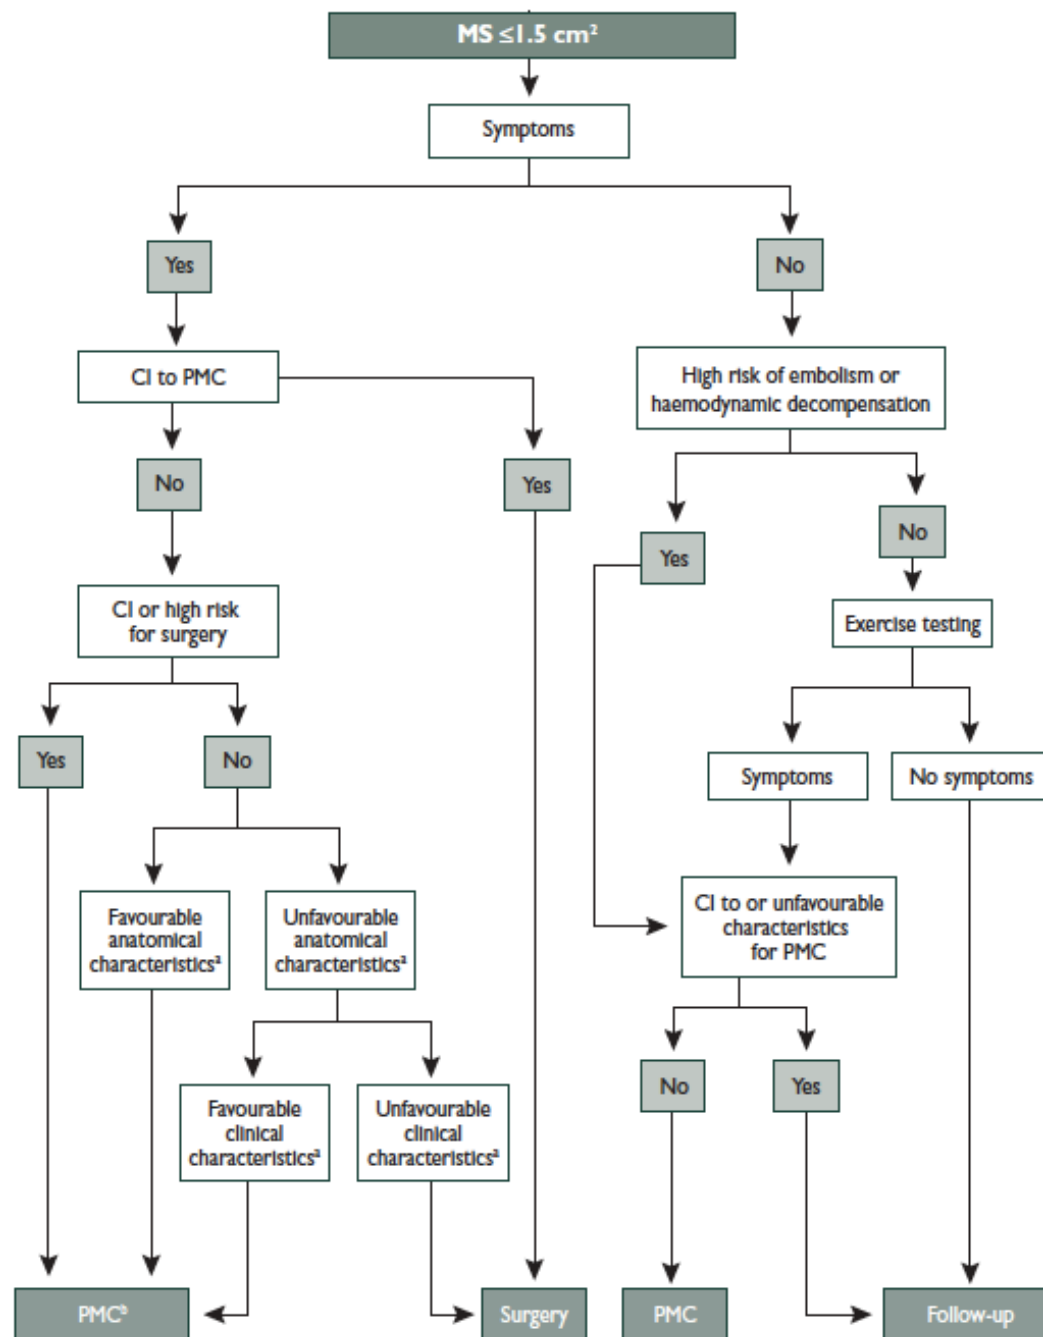 MS ≤1.5 cm²
Symptoms
Yes
No
CI to PMC
High risk of embolism or
haemodynamic decompensation
No
Yes
Yes
No
CI or high risk
for surgery
Exercise testing
Yes
No
Symptoms
No symptoms
Favourable
anatomical
characteristicsª
Unfavourable
anatomical
characteristicsª
CI to or unfavourable
characteristics
for PMC
Favourable
clinical
characteristicsª
Unfavourable
clinical
characteristicsª
No
Yes
PMCᵇ
Surgery
PMC
Follow-up